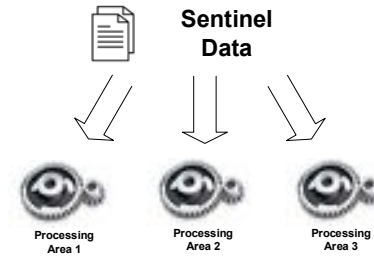 Sentinel
Data
Processing
Area 1
Processing
Area 2
Processing
Area 3